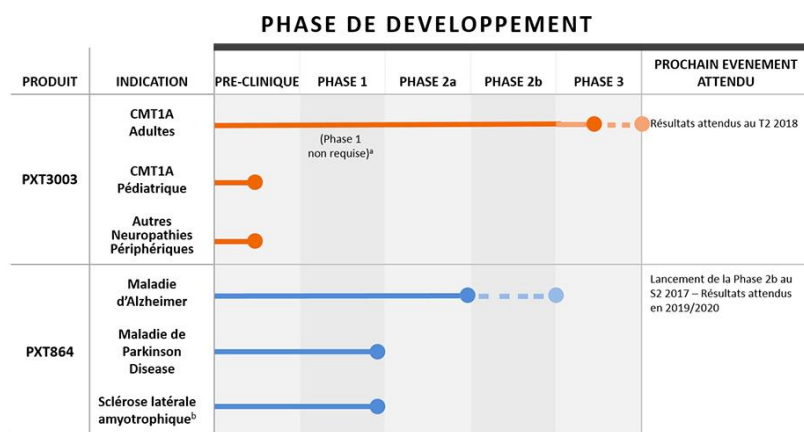 PHASE DE DEVELOPPEMENT
PRODUIT
INDICATION
PRE-CLINIQUE
PHASE 1
PHASE 2a
PHASE 2b
PHASE 3
PROCHAIN EVENEMENT
ATTENDU
PXT3003
CMT1A
Adultes
(Phase 1
non requise)ᵃ
Résultats attendus au T2 2018
CMT1A
Pédiatrique
Autres
Neuropathies
Périphériques
PXT864
Maladie
d'Alzheimer
Lancement de la Phase 2b au
S2 2017 – Résultats attendus
en 2019/2020
Maladie de
Parkinson
Disease
Sclérose latérale
amyotrophiqueᵇ